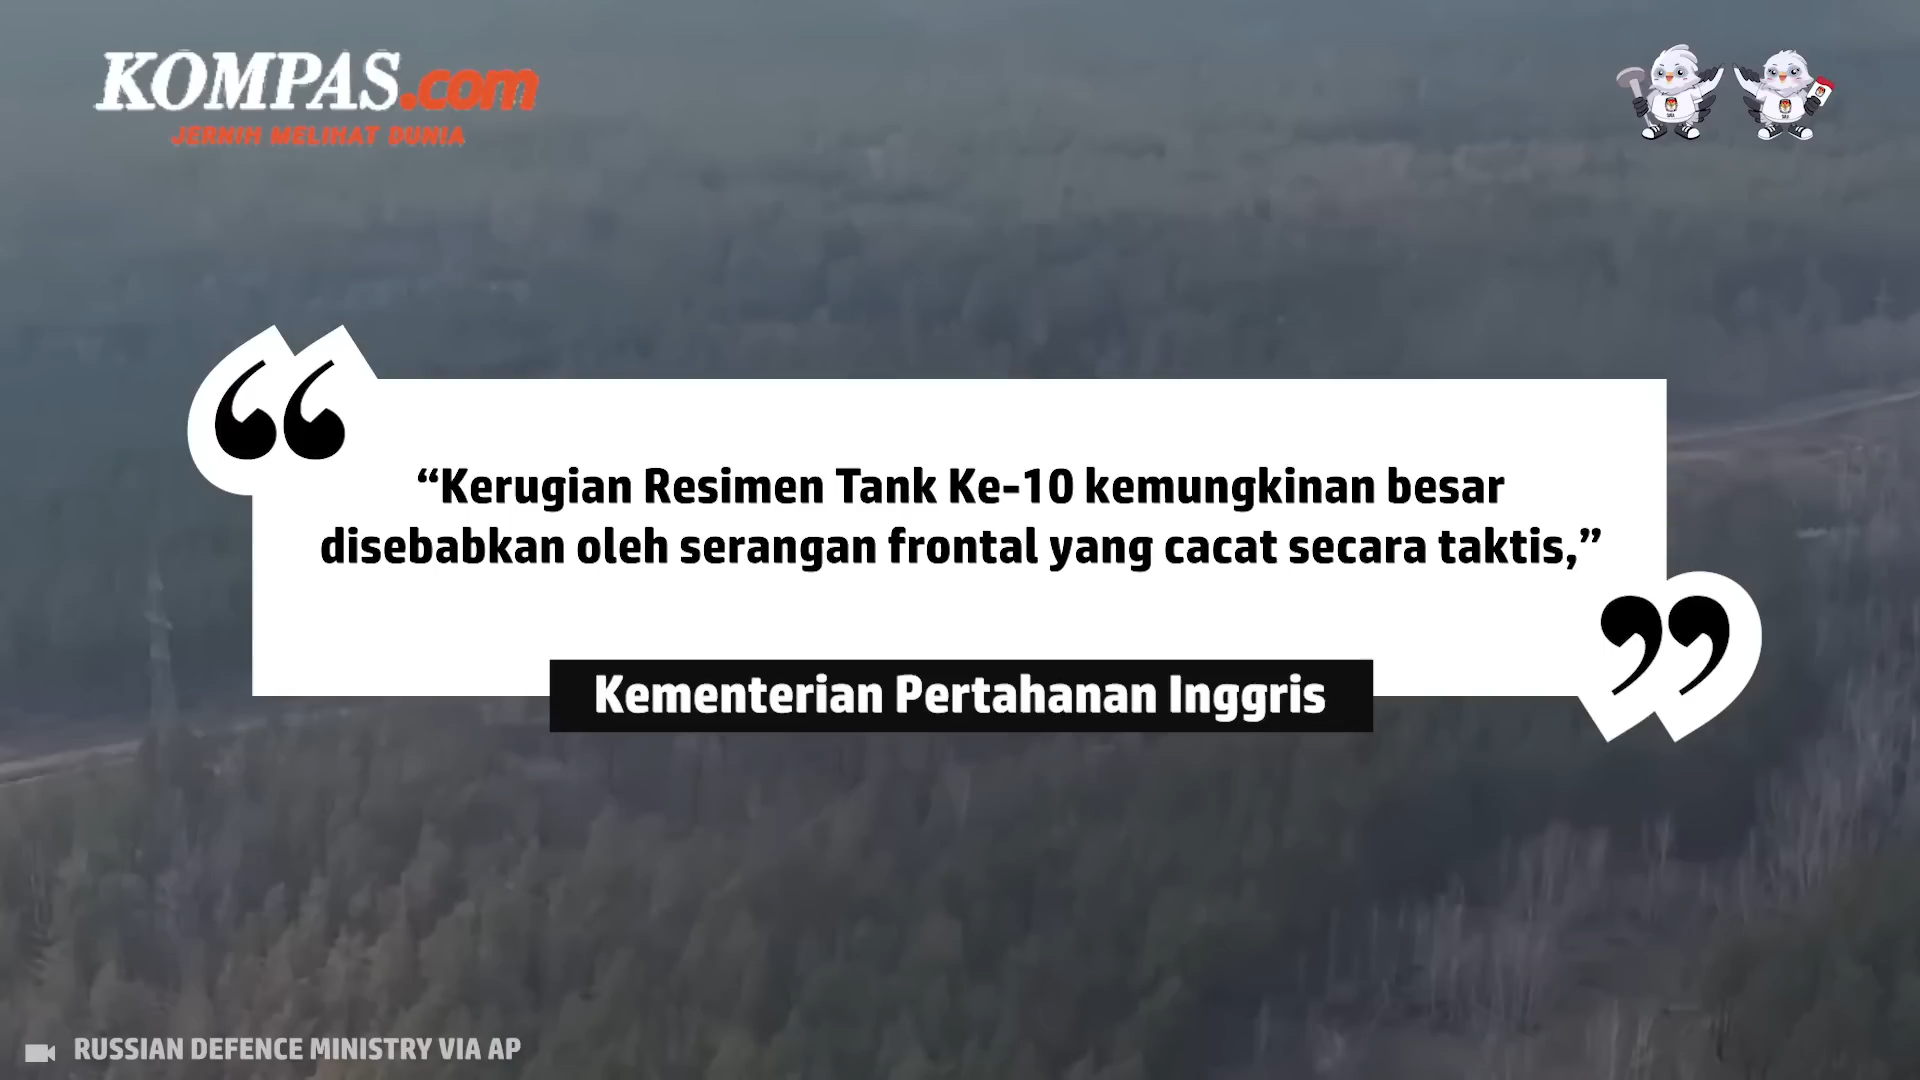 KOMPAS.com
JERNIH MELIHAT DUNIA
“Kerugian Resimen Tank Ke-10 kemungkinan besar
disebabkan oleh serangan frontal yang cacat secara taktis,”
Kementerian Pertahanan Inggris
RUSSIAN DEFENCE MINISTRY VIA AP